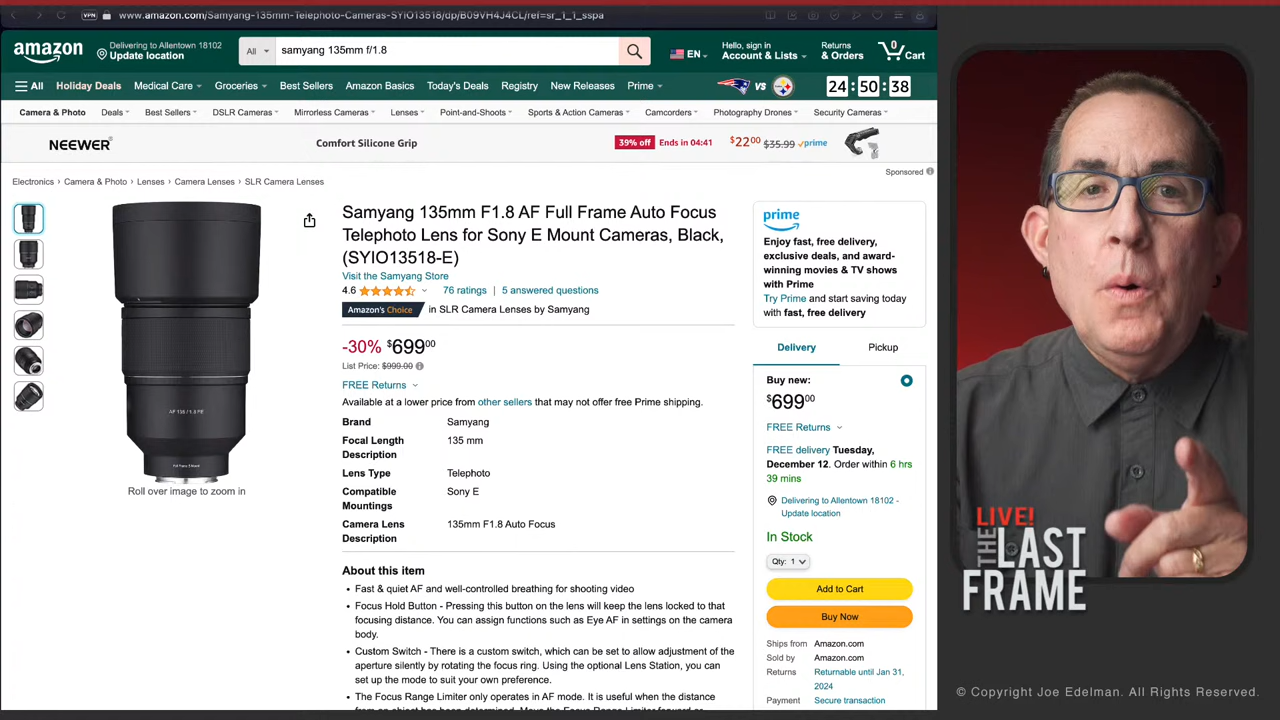 VPN www.amazon.com/Samyang-135mm-Telephoto-Cameras-SYIO13518/dp/B09VH4J4CL/ref=sr_1_1_sspa
amazon
Delivering to Allentown 18102
Update location
All
samyang 135mm f/1.8
EN
Hello, sign in
Account & Lists
Returns
& Orders
0
Cart
All
Holiday Deals
Medical Care
Groceries
Best Sellers
Amazon Basics
Today's Deals
Registry
New Releases
Prime
VS
24:50:38
Camera & Photo
Deals
Best Sellers
DSLR Cameras
Mirrorless Cameras
Lenses
Point-and-Shoots
Sports & Action Cameras
Camcorders
Photography Drones
Security Cameras
NEEWER®
Comfort Silicone Grip
39% off
Ends in 04:41
$22.00 $35.99 prime
Sponsored
Electronics › Camera & Photo › Lenses › Camera Lenses › SLR Camera Lenses
AF 135 / 1.8 FE
Full Frame E Mount
Roll over image to zoom in
Samyang 135mm F1.8 AF Full Frame Auto Focus
Telephoto Lens for Sony E Mount Cameras, Black,
(SYIO13518-E)
Visit the Samyang Store
4.6
76 ratings | 5 answered questions
Amazon's Choice in SLR Camera Lenses by Samyang
-30% $699.00
List Price: $999.00
FREE Returns
Available at a lower price from other sellers that may not offer free Prime shipping.
Brand Samyang
Focal Length 135 mm
Description
Lens Type Telephoto
Compatible Sony E
Mountings
Camera Lens 135mm F1.8 Auto Focus
Description
About this item
• Fast & quiet AF and well-controlled breathing for shooting video
• Focus Hold Button - Pressing this button on the lens will keep the lens locked to that
focusing distance. You can assign functions such as Eye AF in settings on the camera
body.
• Custom Switch - There is a custom switch, which can be set to allow adjustment of the
aperture silently by rotating the focus ring. Using the optional Lens Station, you can
set up the mode to suit your own preference.
• The Focus Range Limiter only operates in AF mode. It is useful when the distance
prime
Enjoy fast, free delivery,
exclusive deals, and award-
winning movies & TV shows
with Prime
Try Prime and start saving today
with fast, free delivery
Delivery
Pickup
Buy new:
$699.00
FREE Returns
FREE delivery Tuesday,
December 12. Order within 6 hrs
39 mins
Delivering to Allentown 18102 -
Update location
In Stock
Qty: 1
Add to Cart
Buy Now
Ships from Amazon.com
Sold by Amazon.com
Returns Returnable until Jan 31,
2024
Payment Secure transaction
LIVE!
THE LAST
FRAME
© Copyright Joe Edelman. All Rights Reserved.